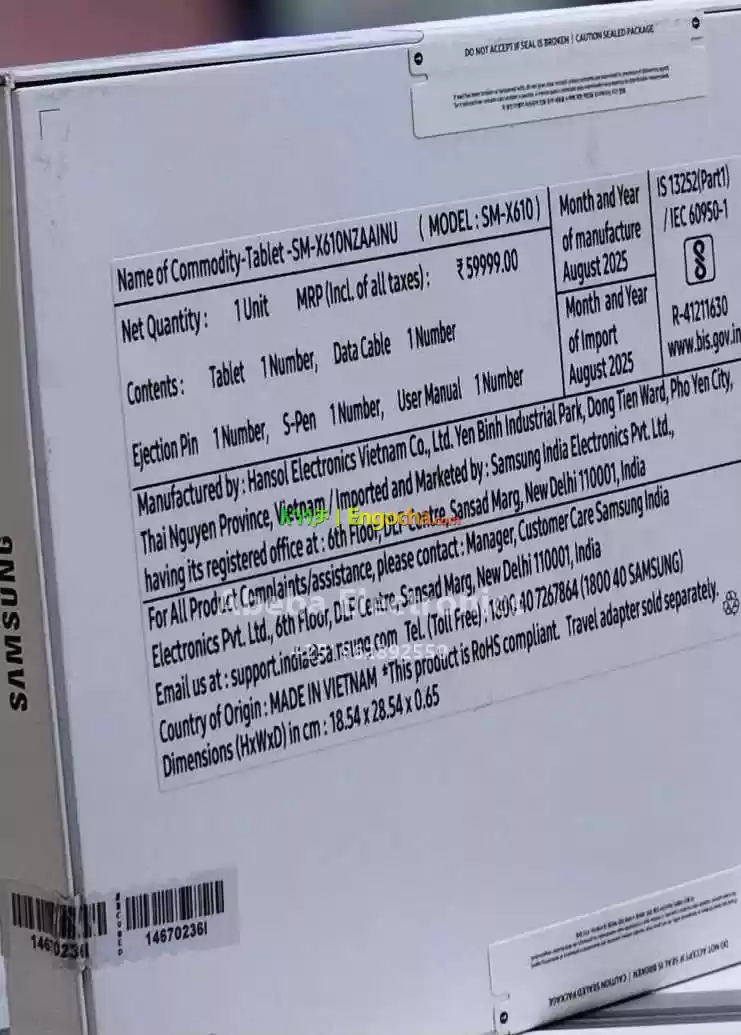 DO NOT ACCEPT IF SEAL IS BROKEN | CAUTION SEALED PACKAGE
Name of Commodity-Tablet -SM-X610NZAAINU ( MODEL : SM-X610 )
Net Quantity : 1 Unit MRP (Incl. of all taxes) : ₹ 59999.00
Contents : Tablet 1 Number, Data Cable 1 Number
Ejection Pin 1 Number, S-Pen 1 Number, User Manual 1 Number
Month and Year
of manufacture
August 2025
Month and Year
of Import
August 2025
IS 13252(Part1)
/ IEC 60950-1
R-41211630
www.bis.gov.in
Manufactured by : Hansol Electronics Vietnam Co., Ltd. Yen Binh Industrial Park, Dong Tien Ward, Pho Yen City,
Thai Nguyen Province, Vietnam / Imported and Marketed by : Samsung India Electronics Pvt. Ltd.,
having its registered office at : 6th Floor, DLF Centre, Sansad Marg, New Delhi 110001, India
For All Product Complaints/assistance, please contact : Manager, Customer Care Samsung India
Electronics Pvt. Ltd., 6th Floor, DLF Centre, Sansad Marg, New Delhi 110001, India
Email us at : support.india@samsung.com Tel. (Toll Free) : 1800 40 7267864 (1800 40 SAMSUNG)
Country of Origin : MADE IN VIETNAM *This product is RoHS compliant. Travel adapter sold separately.
Dimensions (HxWxD) in cm : 18.54 x 28.54 x 0.65
| Engocha.com
Abeba Electronics
SAMSUNG
14670236I
14670236I
DO NOT ACCEPT IF SEAL IS BROKEN | CAUTION SEALED PACKAGE